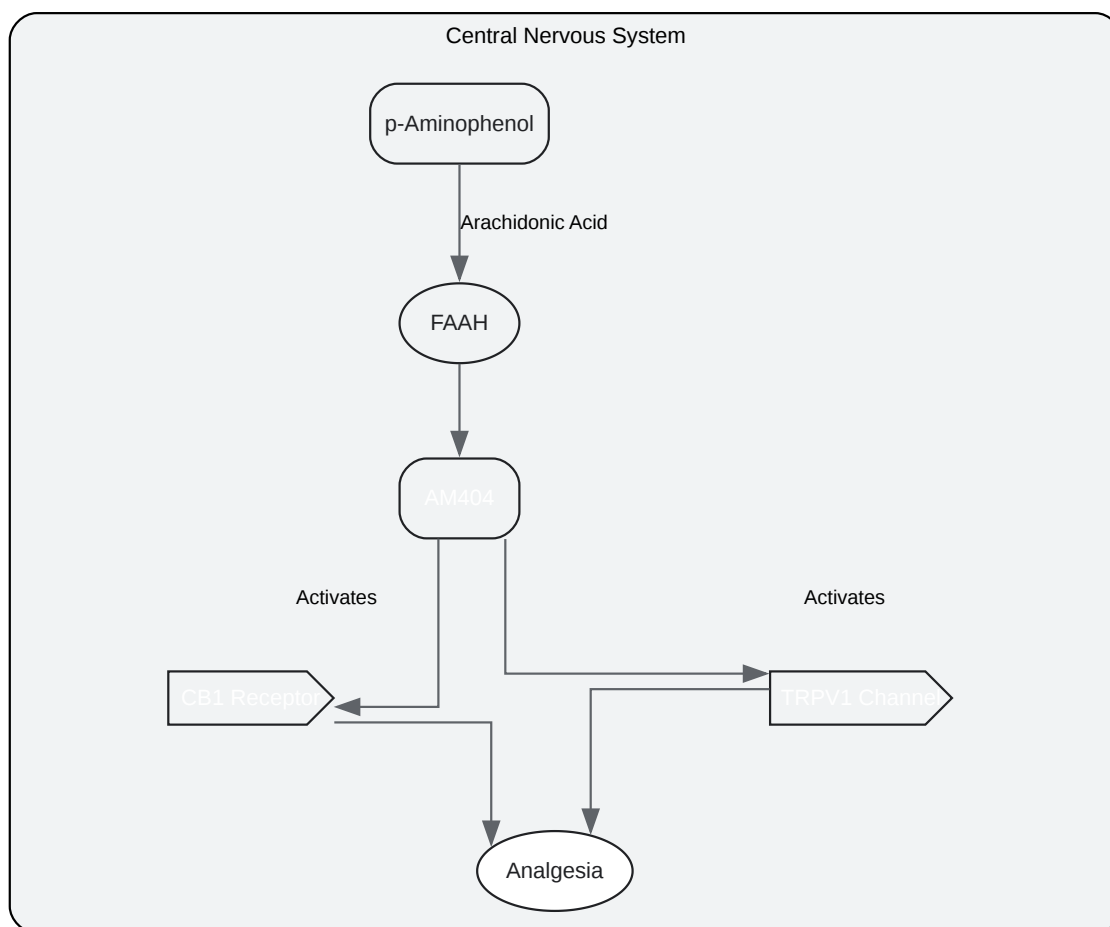 Central Nervous System
p-Aminophenol
Arachidonic Acid
FAAH
AM404
Activates
Activates
CB1 Receptor
TRPV1 Channel
Analgesia